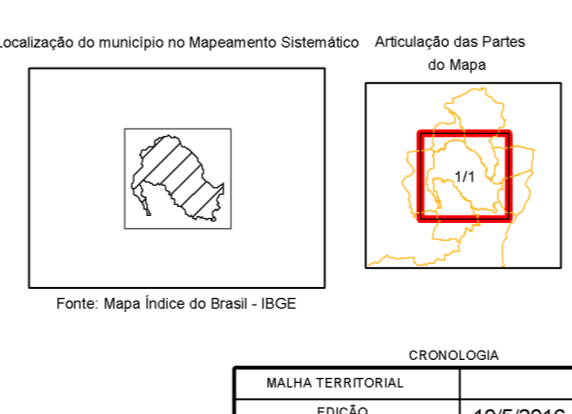 Localização do município no Mapeamento Sistemático
Articulação das Partes
do Mapa
1/1
Fonte: Mapa Índice do Brasil - IBGE
CRONOLOGIA
MALHA TERRITORIAL
EDIÇÃO